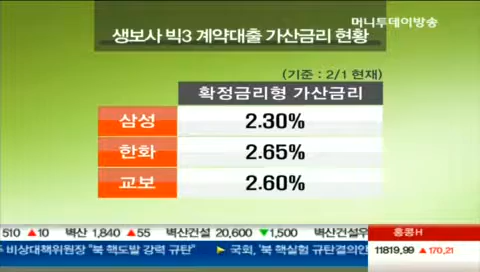 머니투데이방송
생보사 빅3 계약대출 가산금리 현황
(기준 : 2/1 현재)
확정금리형 가산금리
삼성 2.30%
한화 2.65%
교보 2.60%
510 ▲10 벽산 1,840 ▲55 벽산건설 20,600 ▼1,500 벽산건설우
홍콩H
비상대책위원장 "북 핵도발 강력 규탄" ▶ 국회, '북 핵실험 규탄결의안
11819,99 ▲170,21